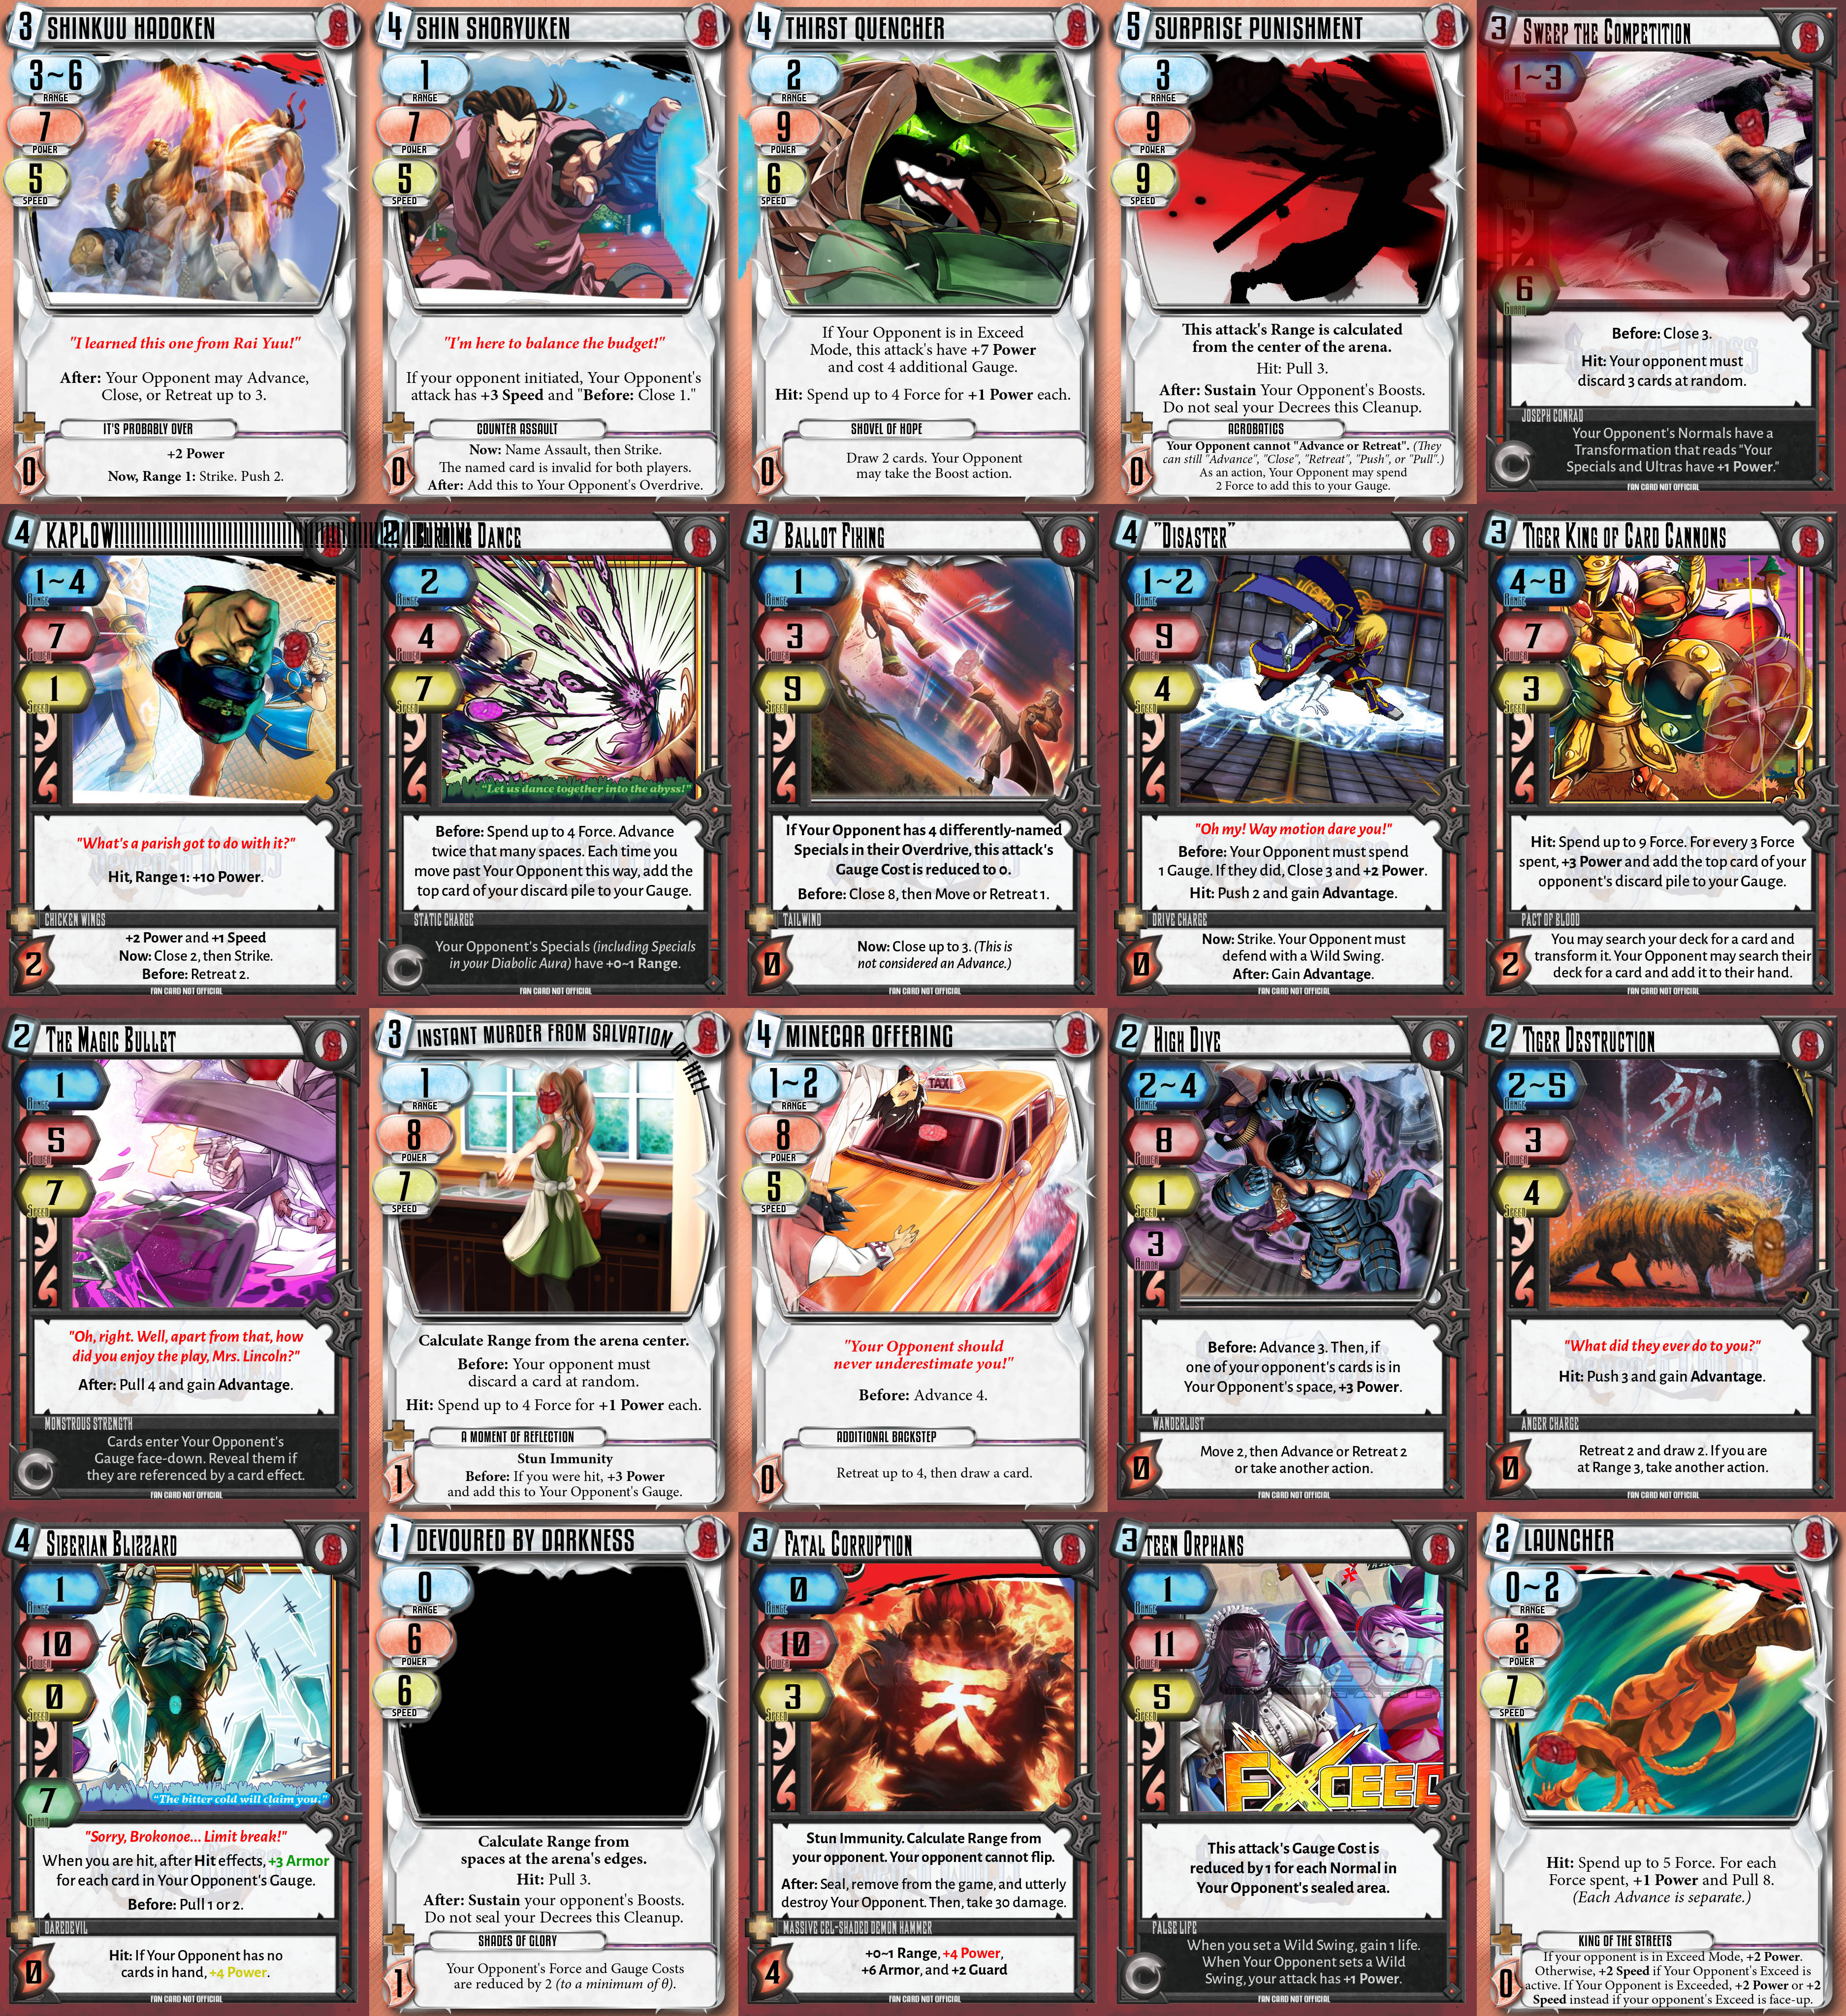 3 SHINKUU HADOKEN
3~6
RANGE
7
POWER
5
SPEED
"I learned this one from Rai Yuu!"
After: Your Opponent may Advance,
Close, or Retreat up to 3.
IT'S PROBABLY OVER
+2 Power
0
Now, Range 1: Strike. Push 2.
4 SHIN SHORYUKEN
1
RANGE
7
POWER
5
SPEED
"I'm here to balance the budget!"
If your opponent initiated, Your Opponent's
attack has +3 Speed and "Before: Close 1."
COUNTER ASSAULT
Now: Name Assault, then Strike.
0
The named card is invalid for both players.
After: Add this to Your Opponent's Overdrive.
4 THIRST QUENCHER
2
RANGE
9
POWER
6
SPEED
If Your Opponent is in Exceed
Mode, this attack's have +7 Power
and cost 4 additional Gauge.
Hit: Spend up to 4 Force for +1 Power each.
SHOVEL OF HOPE
0
Draw 2 cards. Your Opponent
may take the Boost action.
5 SURPRISE PUNISHMENT
3
RANGE
9
POWER
9
SPEED
This attack's Range is calculated
from the center of the arena.
Hit: Pull 3.
After: Sustain Your Opponent's Boosts.
Do not seal your Decrees this Cleanup.
ACROBATICS
Your Opponent cannot "Advance or Retreat". (They
can still "Advance", "Close", "Retreat", "Push", or "Pull".)
0
As an action, Your Opponent may spend
2 Force to add this to your Gauge.
3 SWEEP THE COMPETITION
1~3
RANGE
5
6
GUARD
Before: Close 3.
Hit: Your opponent must
discard 3 cards at random.
JOSEPH CONRAD
Your Opponent's Normals have a
Transformation that reads "Your
Specials and Ultras have +1 Power."
FAN CARD NOT OFFICIAL
4 KAPLOW!!!!!!!!!!!!!!!!!!!!!!!!!!!!!!!!!!!!!!!!!!!!!!!!!!
1~4
RANGE
7
POWER
1
SPEED
"What's a parish got to do with it?"
Hit, Range 1: +10 Power.
CHICKEN WINGS
+2 Power and +1 Speed
2
Now: Close 2, then Strike.
Before: Retreat 2.
FAN CARD NOT OFFICIAL
DANCE
2
RANGE
4
POWER
7
SPEED
"Let us dance together into the abyss!"
Before: Spend up to 4 Force. Advance
twice that many spaces. Each time you
move past Your Opponent this way, add the
top card of your discard pile to your Gauge.
STATIC CHARGE
Your Opponent's Specials (including Specials
in your Diabolic Aura) have +0~1 Range.
FAN CARD NOT OFFICIAL
3 BALLOT FIXING
1
RANGE
3
POWER
9
SPEED
If Your Opponent has 4 differently-named
Specials in their Overdrive, this attack's
Gauge Cost is reduced to 0.
Before: Close 8, then Move or Retreat 1.
TAILWIND
0
Now: Close up to 3. (This is
not considered an Advance.)
FAN CARD NOT OFFICIAL
4 "DISASTER"
1~2
RANGE
9
POWER
4
SPEED
"Oh my! Way motion dare you!"
Before: Your Opponent must spend
1 Gauge. If they did, Close 3 and +2 Power.
Hit: Push 2 and gain Advantage.
DRIVE CHARGE
0
Now: Strike. Your Opponent must
defend with a Wild Swing.
After: Gain Advantage.
FAN CARD NOT OFFICIAL
3 TIGER KING OF CARD CANNONS
4~8
RANGE
7
POWER
3
SPEED
Hit: Spend up to 9 Force. For every 3 Force
spent, +3 Power and add the top card of your
opponent's discard pile to your Gauge.
PACT OF BLOOD
2
You may search your deck for a card and
transform it. Your Opponent may search their
deck for a card and add it to their hand.
FAN CARD NOT OFFICIAL
2 THE MAGIC BULLET
1
RANGE
5
POWER
7
SPEED
"Oh, right. Well, apart from that, how
did you enjoy the play, Mrs. Lincoln?"
After: Pull 4 and gain Advantage.
MONSTROUS STRENGTH
Cards enter Your Opponent's
Gauge face-down. Reveal them if
they are referenced by a card effect.
FAN CARD NOT OFFICIAL
3 INSTANT MURDER FROM SALVATION OF HELL
1
RANGE
8
POWER
7
SPEED
Calculate Range from the arena center.
Before: Your opponent must
discard a card at random.
Hit: Spend up to 4 Force for +1 Power each.
A MOMENT OF REFLECTION
Stun Immunity
1
Before: If you were hit, +3 Power
and add this to Your Opponent's Gauge.
4 MINECAR OFFERING
TAXI
1~2
RANGE
8
POWER
5
SPEED
"Your Opponent should
never underestimate you!"
Before: Advance 4.
ADDITIONAL BACKSTEP
0
Retreat up to 4, then draw a card.
2 HIGH DIVE
2~4
RANGE
8
POWER
1
SPEED
3
ARMOR
Before: Advance 3. Then, if
one of your opponent's cards is in
Your Opponent's space, +3 Power.
WANDERLUST
0
Move 2, then Advance or Retreat 2
or take another action.
FAN CARD NOT OFFICIAL
2 TIGER DESTRUCTION
死
2~5
RANGE
3
POWER
4
SPEED
"What did they ever do to you?"
Hit: Push 3 and gain Advantage.
ANGER CHARGE
0
Retreat 2 and draw 2. If you are
at Range 3, take another action.
FAN CARD NOT OFFICIAL
4 SIBERIAN BLIZZARD
1
RANGE
10
POWER
0
SPEED
7
GUARD
"The bitter cold will claim you."
"Sorry, Brokonoe... Limit break!"
When you are hit, after Hit effects, +3 Armor
for each card in Your Opponent's Gauge.
Before: Pull 1 or 2.
DAREDEVIL
0
Hit: If Your Opponent has no
cards in hand, +4 Power.
FAN CARD NOT OFFICIAL
1 DEVOURED BY DARKNESS
0
RANGE
6
POWER
6
SPEED
Calculate Range from
spaces at the arena's edges.
Hit: Pull 3.
After: Sustain your opponent's Boosts.
Do not seal your Decrees this Cleanup.
SHADES OF GLORY
1
Your Opponent's Force and Gauge Costs
are reduced by 2 (to a minimum of θ).
3 FATAL CORRUPTION
天
0
RANGE
10
POWER
3
SPEED
Stun Immunity. Calculate Range from
your opponent. Your opponent cannot flip.
After: Seal, remove from the game, and utterly
destroy Your Opponent. Then, take 30 damage.
MASSIVE CEL-SHADED DEMON HAMMER
4
+0~1 Range, +4 Power,
+6 Armor, and +2 Guard
FAN CARD NOT OFFICIAL
3 TEEN ORPHANS
1
RANGE
11
POWER
5
SPEED
EXCEED
This attack's Gauge Cost is
reduced by 1 for each Normal in
Your Opponent's sealed area.
FALSE LIFE
When you set a Wild Swing, gain 1 life.
When Your Opponent sets a Wild
Swing, your attack has +1 Power.
FAN CARD NOT OFFICIAL
2 LAUNCHER
0~2
RANGE
2
POWER
7
SPEED
Hit: Spend up to 5 Force. For each
Force spent, +1 Power and Pull 8.
(Each Advance is separate.)
KING OF THE STREETS
If your opponent is in Exceed Mode, +2 Power.
Otherwise, +2 Speed if Your Opponent's Exceed is
0
active. If Your Opponent is Exceeded, +2 Power or +2
Speed instead if your opponent's Exceed is face-up.